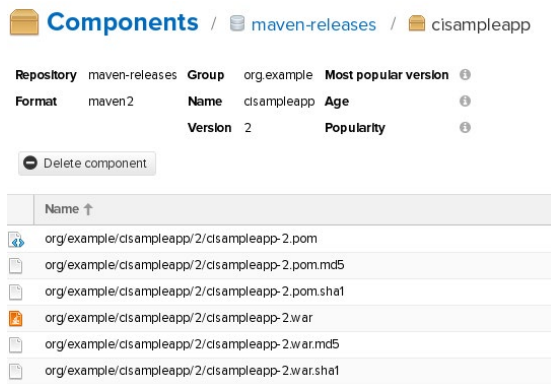 Components / maven-releases / cisampleapp
Repository maven-releases Group org.example Most popular version
Format maven2 Name cisampleapp Age
Version 2 Popularity
Delete component
Name
org/example/cisampleapp/2/cisampleapp-2.pom
org/example/cisampleapp/2/cisampleapp-2.pom.md5
org/example/cisampleapp/2/cisampleapp-2.pom.sha1
org/example/cisampleapp/2/cisampleapp-2.war
org/example/cisampleapp/2/cisampleapp-2.war.md5
org/example/cisampleapp/2/cisampleapp-2.war.sha1